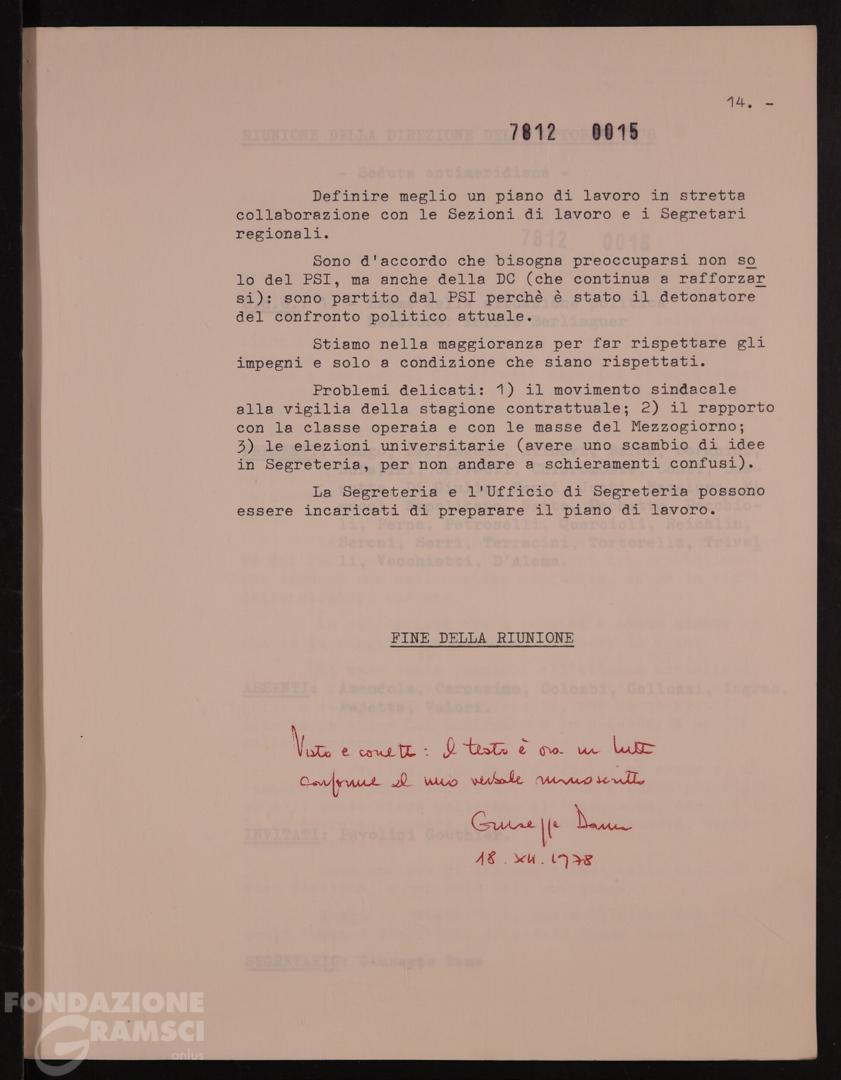 14. -
7812 0015
Definire meglio un piano di lavoro in stretta
collaborazione con le Sezioni di lavoro e i Segretari
regionali.
Sono d'accordo che bisogna preoccuparsi non so
lo del PSI, ma anche della DC (che continua a rafforzar
si): sono partito dal PSI perchè è stato il detonatore
del confronto politico attuale.
Stiamo nella maggioranza per far rispettare gli
impegni e solo a condizione che siano rispettati.
Problemi delicati: 1) il movimento sindacale
alla vigilia della stagione contrattuale; 2) il rapporto
con la classe operaia e con le masse del Mezzogiorno;
3) le elezioni universitarie (avere uno scambio di idee
in Segreteria, per non andare a schieramenti confusi).
La Segreteria e l'Ufficio di Segreteria possono
essere incaricati di preparare il piano di lavoro.
FINE DELLA RIUNIONE
Visto e corretto: Il testo è ora in tutto
conforme al mio verbale manoscritto
Giuseppe Dama
18.XII.1978
FONDAZIONE
GRAMSCI
onlus